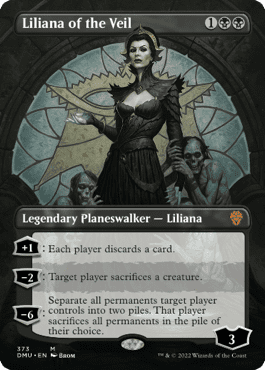 Liliana of the Veil 1
Legendary Planeswalker — Liliana
+1: Each player discards a card.
-2: Target player sacrifices a creature.
-6: Separate all permanents target player
controls into two piles. That player
sacrifices all permanents in the pile of
their choice.
3
373 M
DMU • EN BROM ™ & © 2022 Wizards of the Coast